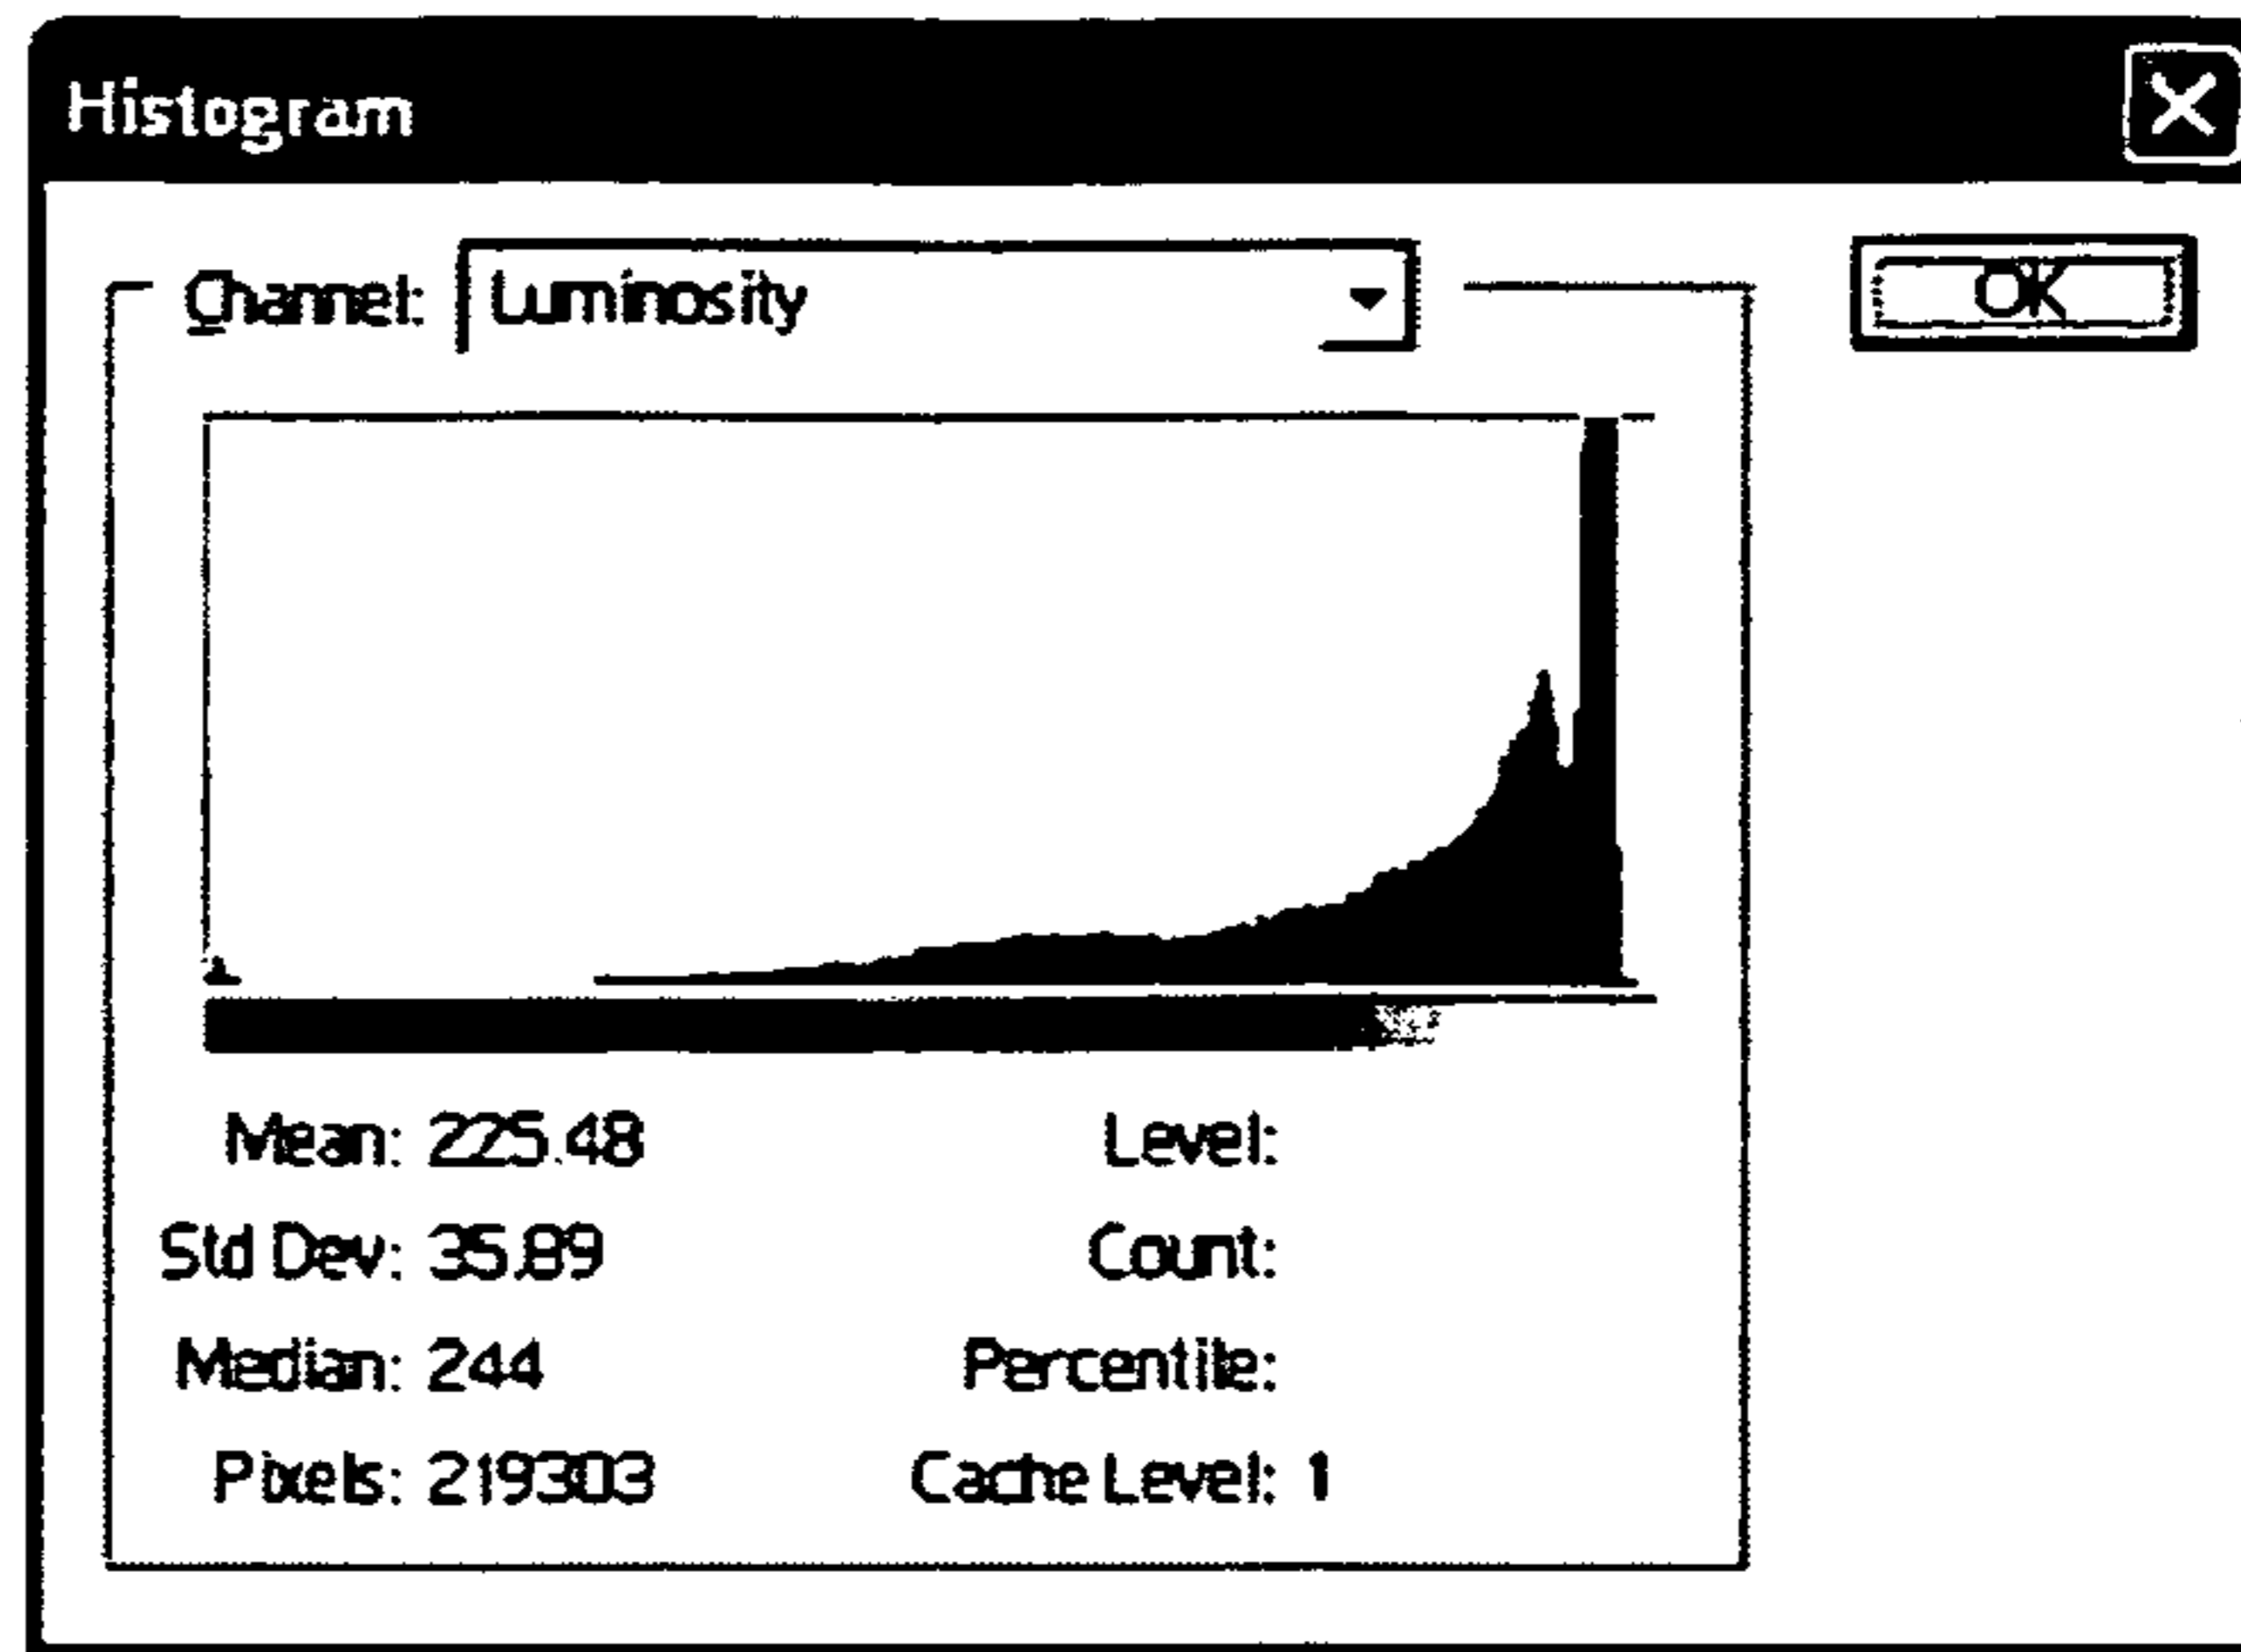 Histogram
Channel: Luminosity
OK
Mean: 225.48
Level:
Std Dev: 35.89
Count:
Median: 244
Percentile:
Pixels: 219303
Cache Level: 1